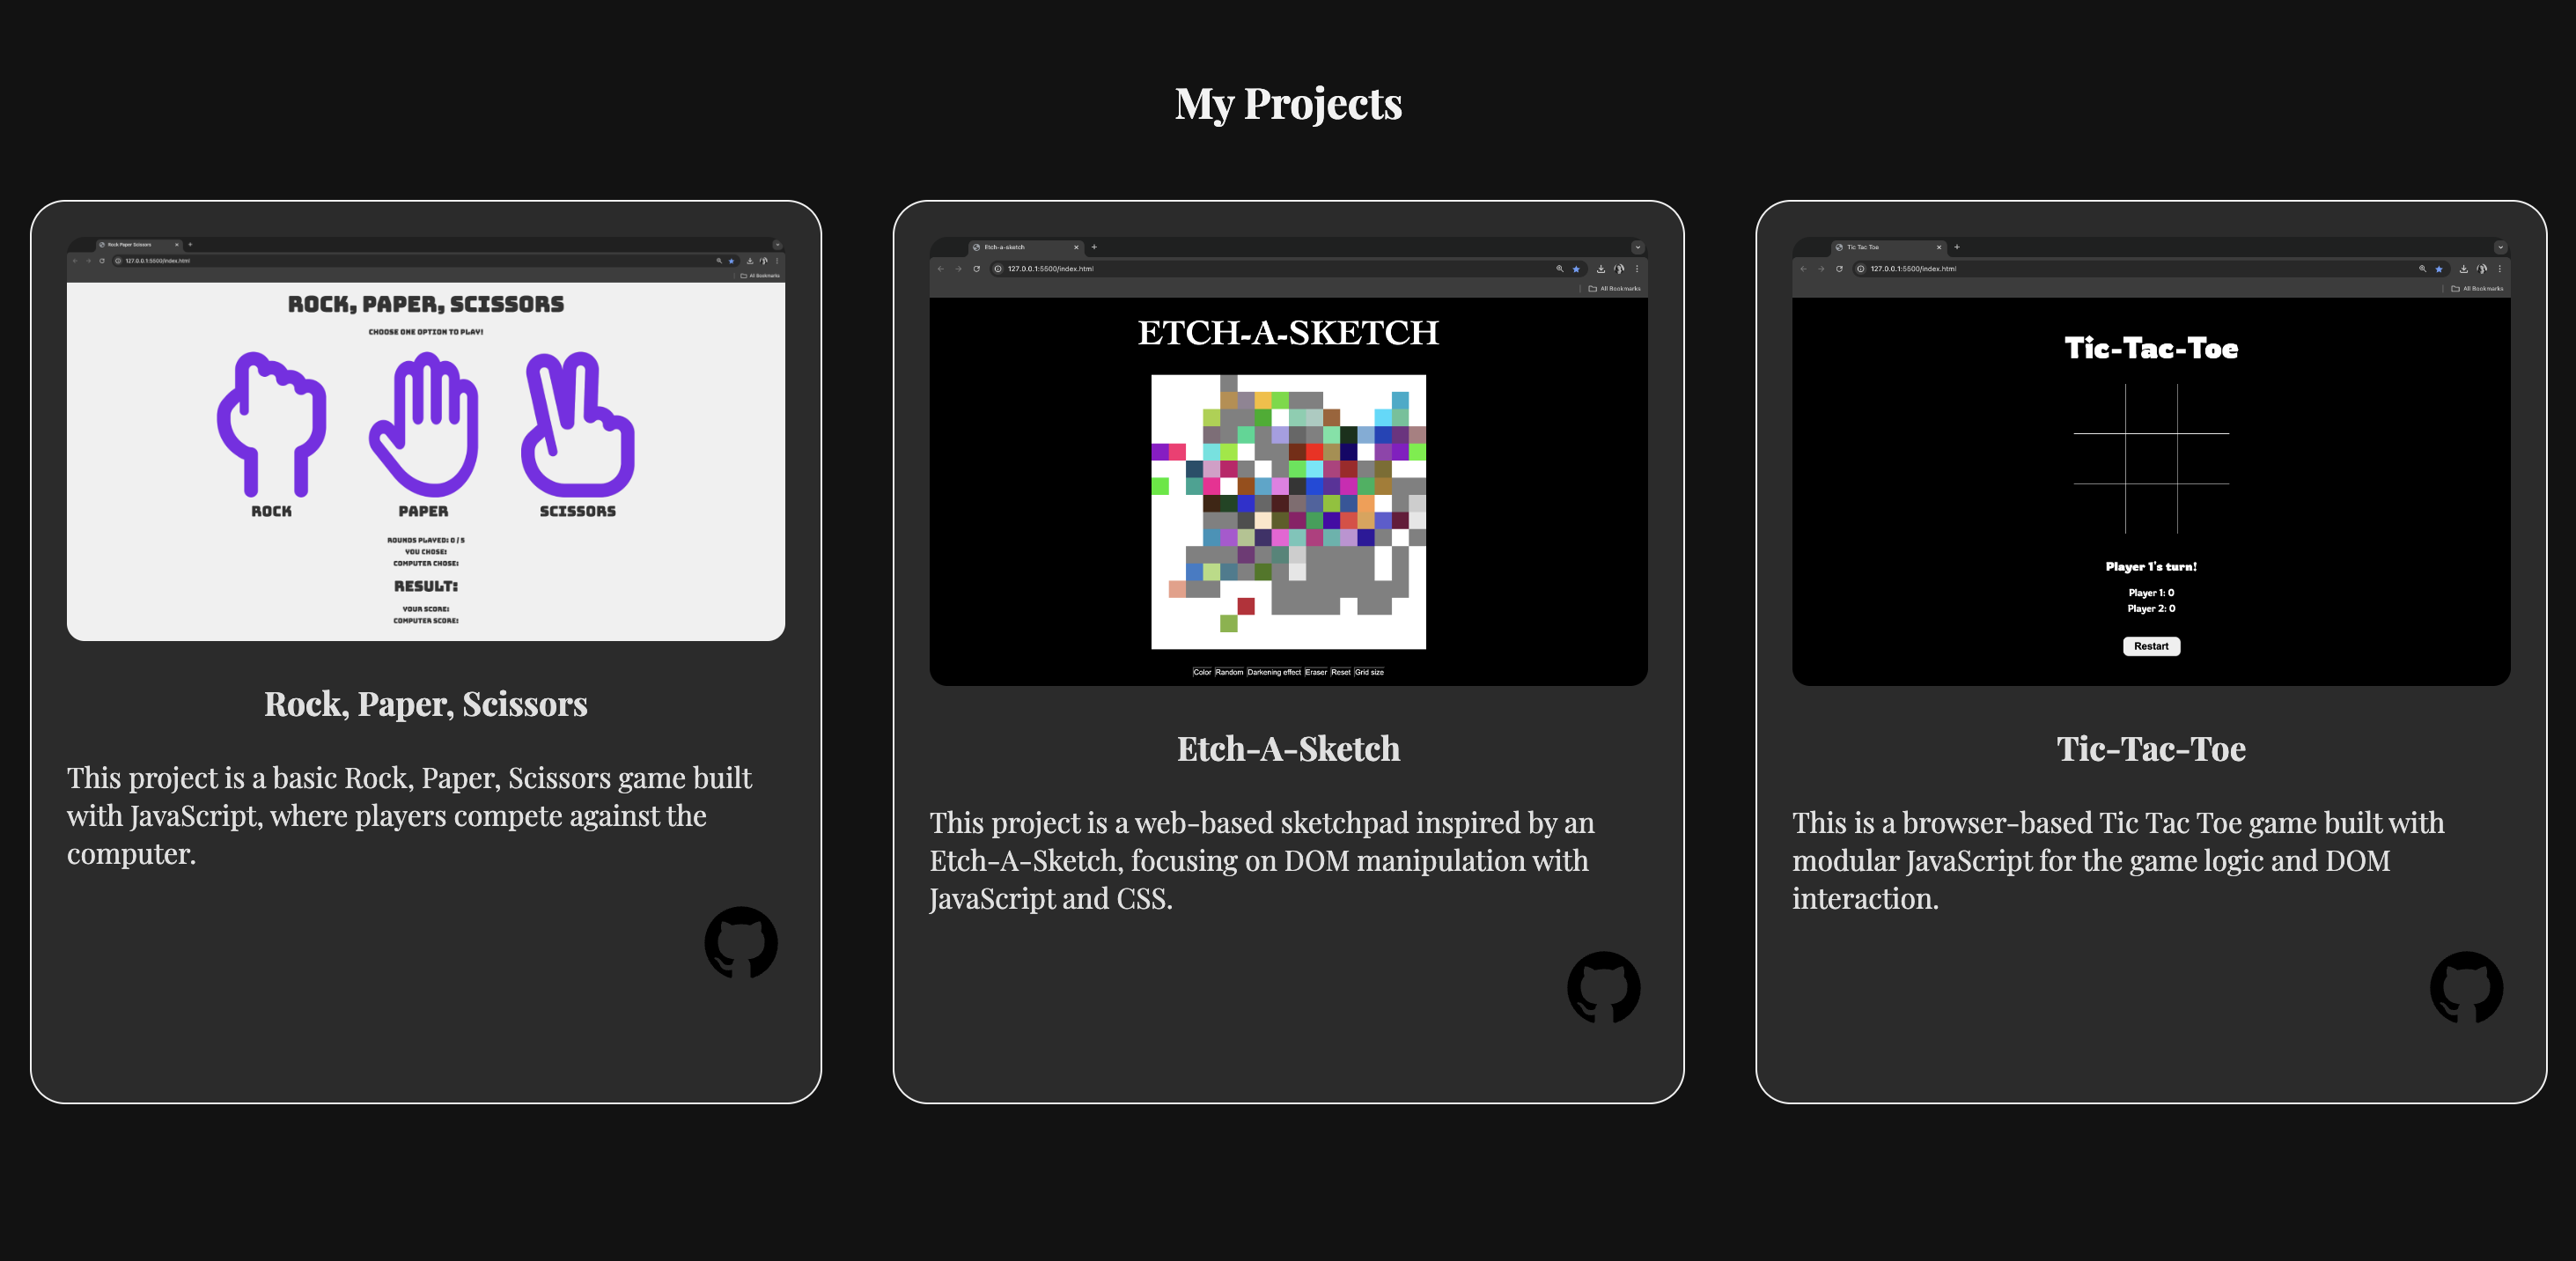 My Projects
Rock Paper Scissors
127.0.0.1:5500/index.html
All Bookmarks
ROCK, PAPER, SCISSORS
CHOOSE ONE OPTION TO PLAY!
ROCK PAPER SCISSORS
ROUNDS PLAYED: 0 / 5
YOU CHOSE:
COMPUTER CHOSE:
RESULT:
YOUR SCORE:
COMPUTER SCORE:
Rock, Paper, Scissors
This project is a basic Rock, Paper, Scissors game built
with JavaScript, where players compete against the
computer.
Etch-a-sketch
127.0.0.1:5500/index.html
All Bookmarks
ETCH-A-SKETCH
Color Random Darkening effect Eraser Reset Grid size
Etch-A-Sketch
This project is a web-based sketchpad inspired by an
Etch-A-Sketch, focusing on DOM manipulation with
JavaScript and CSS.
Tic Tac Toe
127.0.0.1:5500/index.html
All Bookmarks
Tic-Tac-Toe
Player 1's turn!
Player 1: 0
Player 2: 0
Restart
Tic-Tac-Toe
This is a browser-based Tic Tac Toe game built with
modular JavaScript for the game logic and DOM
interaction.